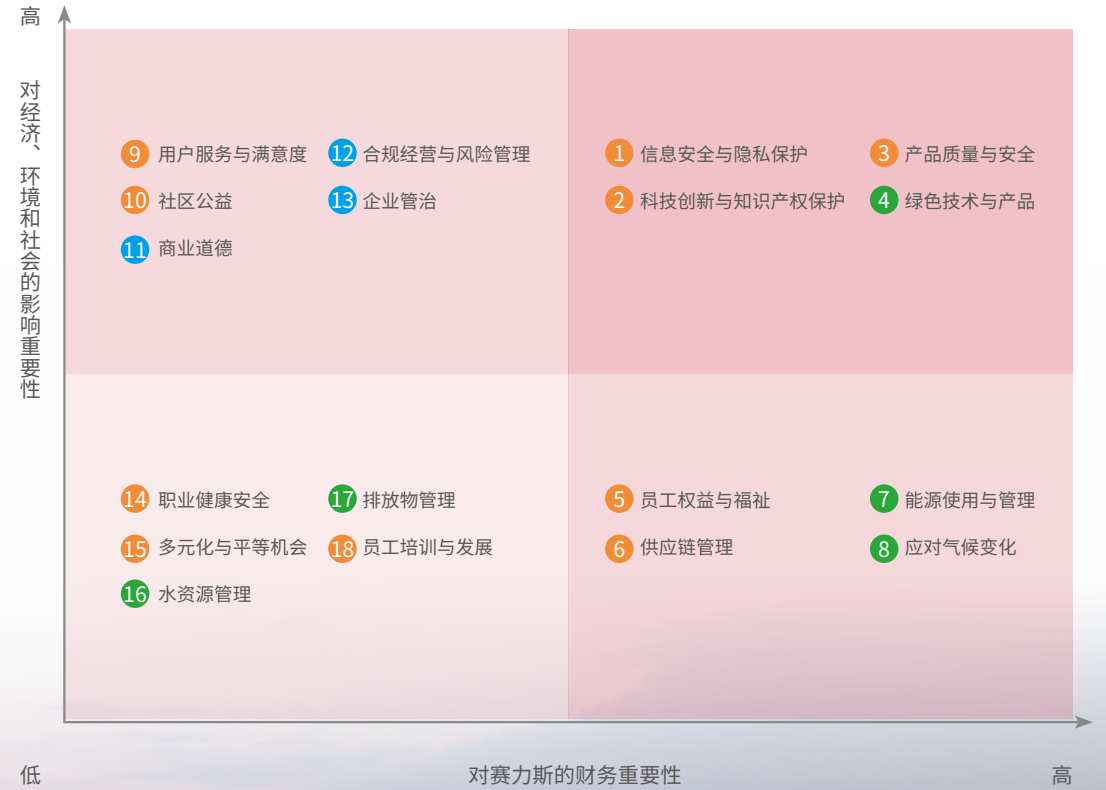 高
对经济、环境和社会的影响重要性
9 用户服务与满意度
12 合规经营与风险管理
10 社区公益
13 企业管治
11 商业道德
1 信息安全与隐私保护
3 产品质量与安全
2 科技创新与知识产权保护
4 绿色技术与产品
14 职业健康安全
17 排放物管理
15 多元化与平等机会
18 员工培训与发展
16 水资源管理
5 员工权益与福祉
7 能源使用与管理
6 供应链管理
8 应对气候变化
低
对赛力斯的财务重要性
高